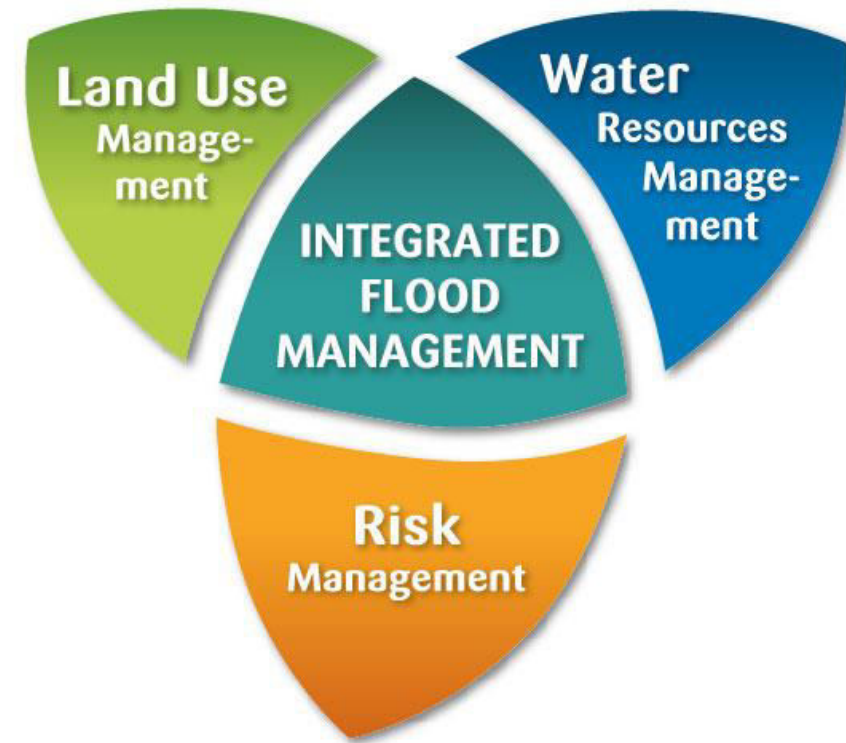 Land Use
Manage-
ment
Water
Resources
Manage-
ment
INTEGRATED
FLOOD
MANAGEMENT
Risk
Management